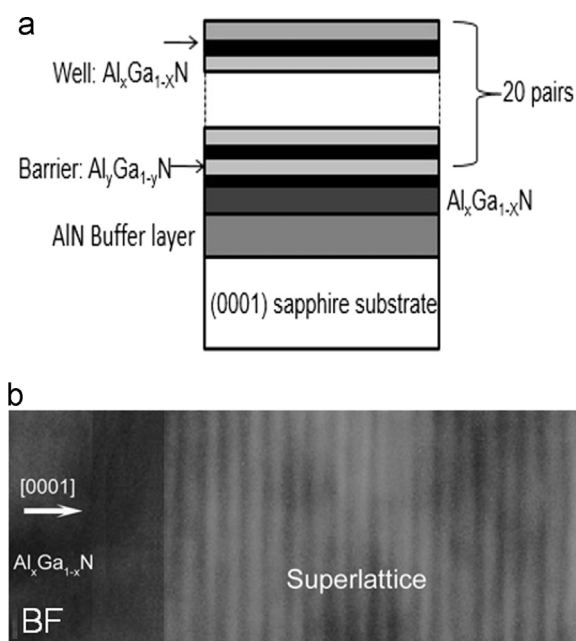 a
Well: AlxGa1-XN
20 pairs
Barrier: AlyGa1-yN
AlxGa1-XN
AlN Buffer layer
(0001) sapphire substrate
b
[0001]
AlxGa1-xN
Superlattice
BF